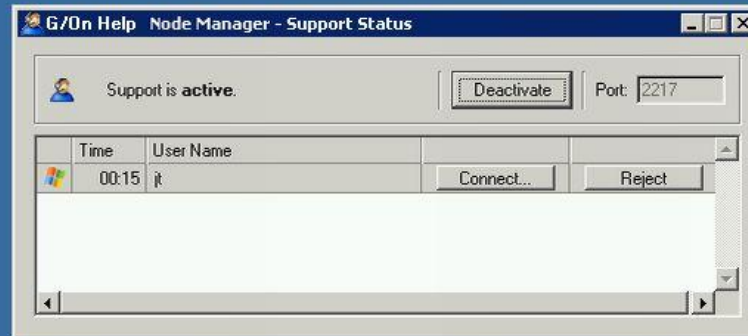 G/On Help Node Manager - Support Status
Support is active.
Deactivate
Port: 2217
Time User Name
00:15 jt Connect... Reject